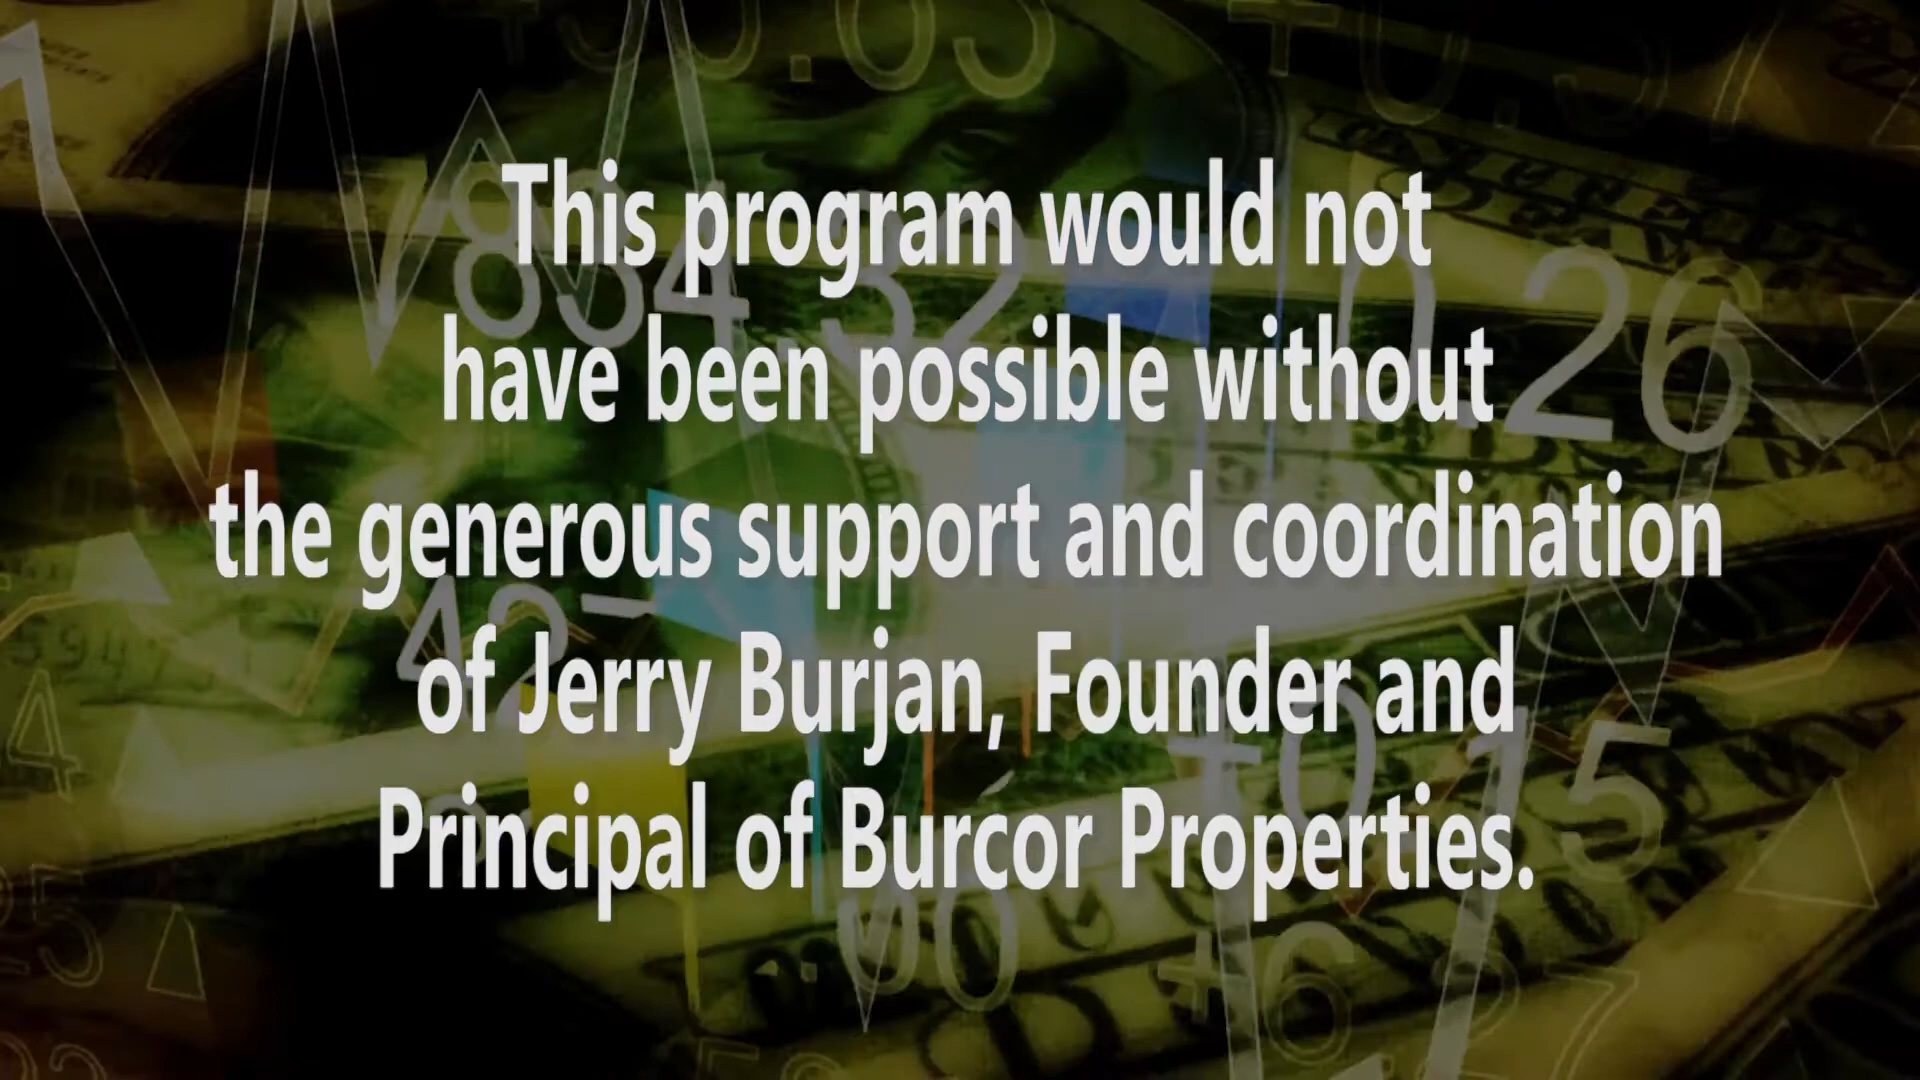 This program would not
have been possible without
the generous support and coordination
of Jerry Burjan, Founder and
Principal of Burcor Properties.